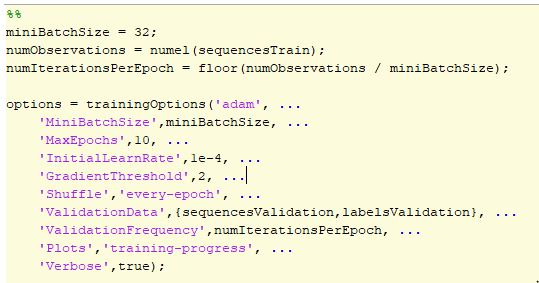 %%
miniBatchSize = 32;
numObservations = numel(sequencesTrain);
numIterationsPerEpoch = floor(numObservations / miniBatchSize);
options = trainingOptions('adam', ...
'MiniBatchSize',miniBatchSize, ...
'MaxEpochs',10, ...
'InitialLearnRate',1e-4, ...
'GradientThreshold',2, ...
'Shuffle','every-epoch', ...
'ValidationData',{sequencesValidation,labelsValidation}, ...
'ValidationFrequency',numIterationsPerEpoch, ...
'Plots','training-progress', ...
'Verbose',true);